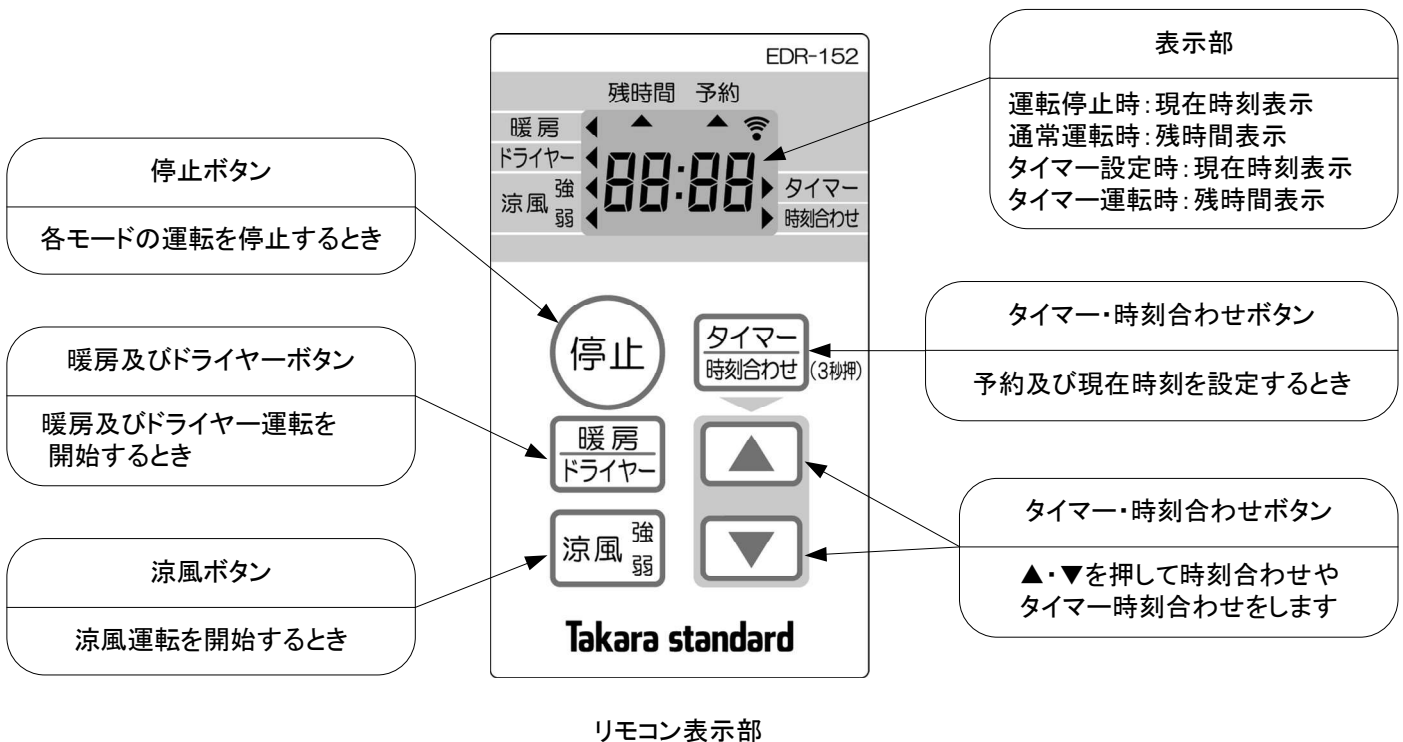 停止ボタン
各モードの運転を停止するとき
暖房及びドライヤーボタン
暖房及びドライヤー運転を
開始するとき
涼風ボタン
涼風運転を開始するとき
EDR-152
残時間 予約
暖房
ドライヤー
涼風 強
弱
88:88
タイマー
時刻合わせ
停止
タイマー
時刻合わせ (3秒押)
暖房
ドライヤー
▲
涼風 強
弱
▼
Takara standard
表示部
運転停止時:現在時刻表示
通常運転時:残時間表示
タイマー設定時:現在時刻表示
タイマー運転時:残時間表示
タイマー・時刻合わせボタン
予約及び現在時刻を設定するとき
タイマー・時刻合わせボタン
▲・▼を押して時刻合わせや
タイマー時刻合わせをします
リモコン表示部